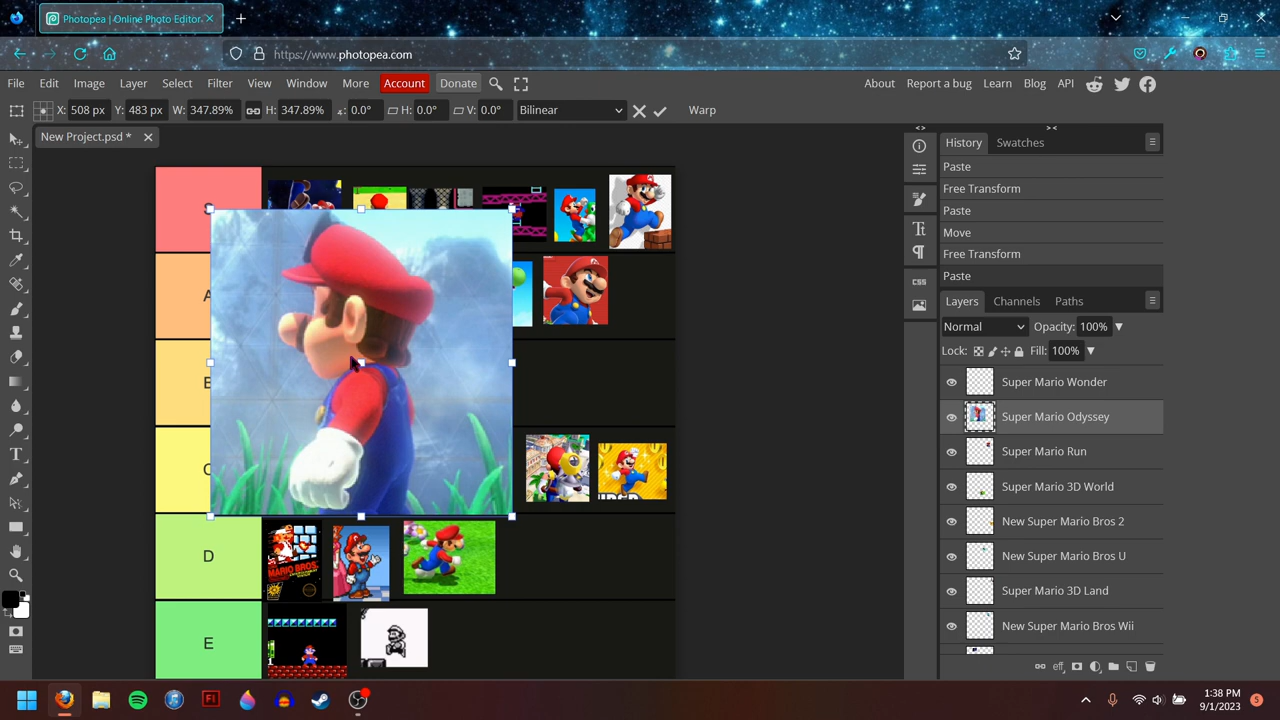 Photopea | Online Photo Editor
https://www.photopea.com
File Edit Image Layer Select Filter View Window More Account Donate About Report a bug Learn Blog API
X: 508 px Y: 483 px W: 347.89% H: 347.89% 0.0° H: 0.0° V: 0.0° Bilinear Warp
New Project.psd *
History Swatches
Paste
Free Transform
Paste
Move
Free Transform
Paste
Layers Channels Paths
Normal Opacity: 100%
Lock: Fill: 100%
Super Mario Wonder
Super Mario Odyssey
Super Mario Run
Super Mario 3D World
New Super Mario Bros 2
New Super Mario Bros U
Super Mario 3D Land
New Super Mario Bros Wii
CSS
D
MARIO BROS.
E
1:38 PM
9/1/2023
5